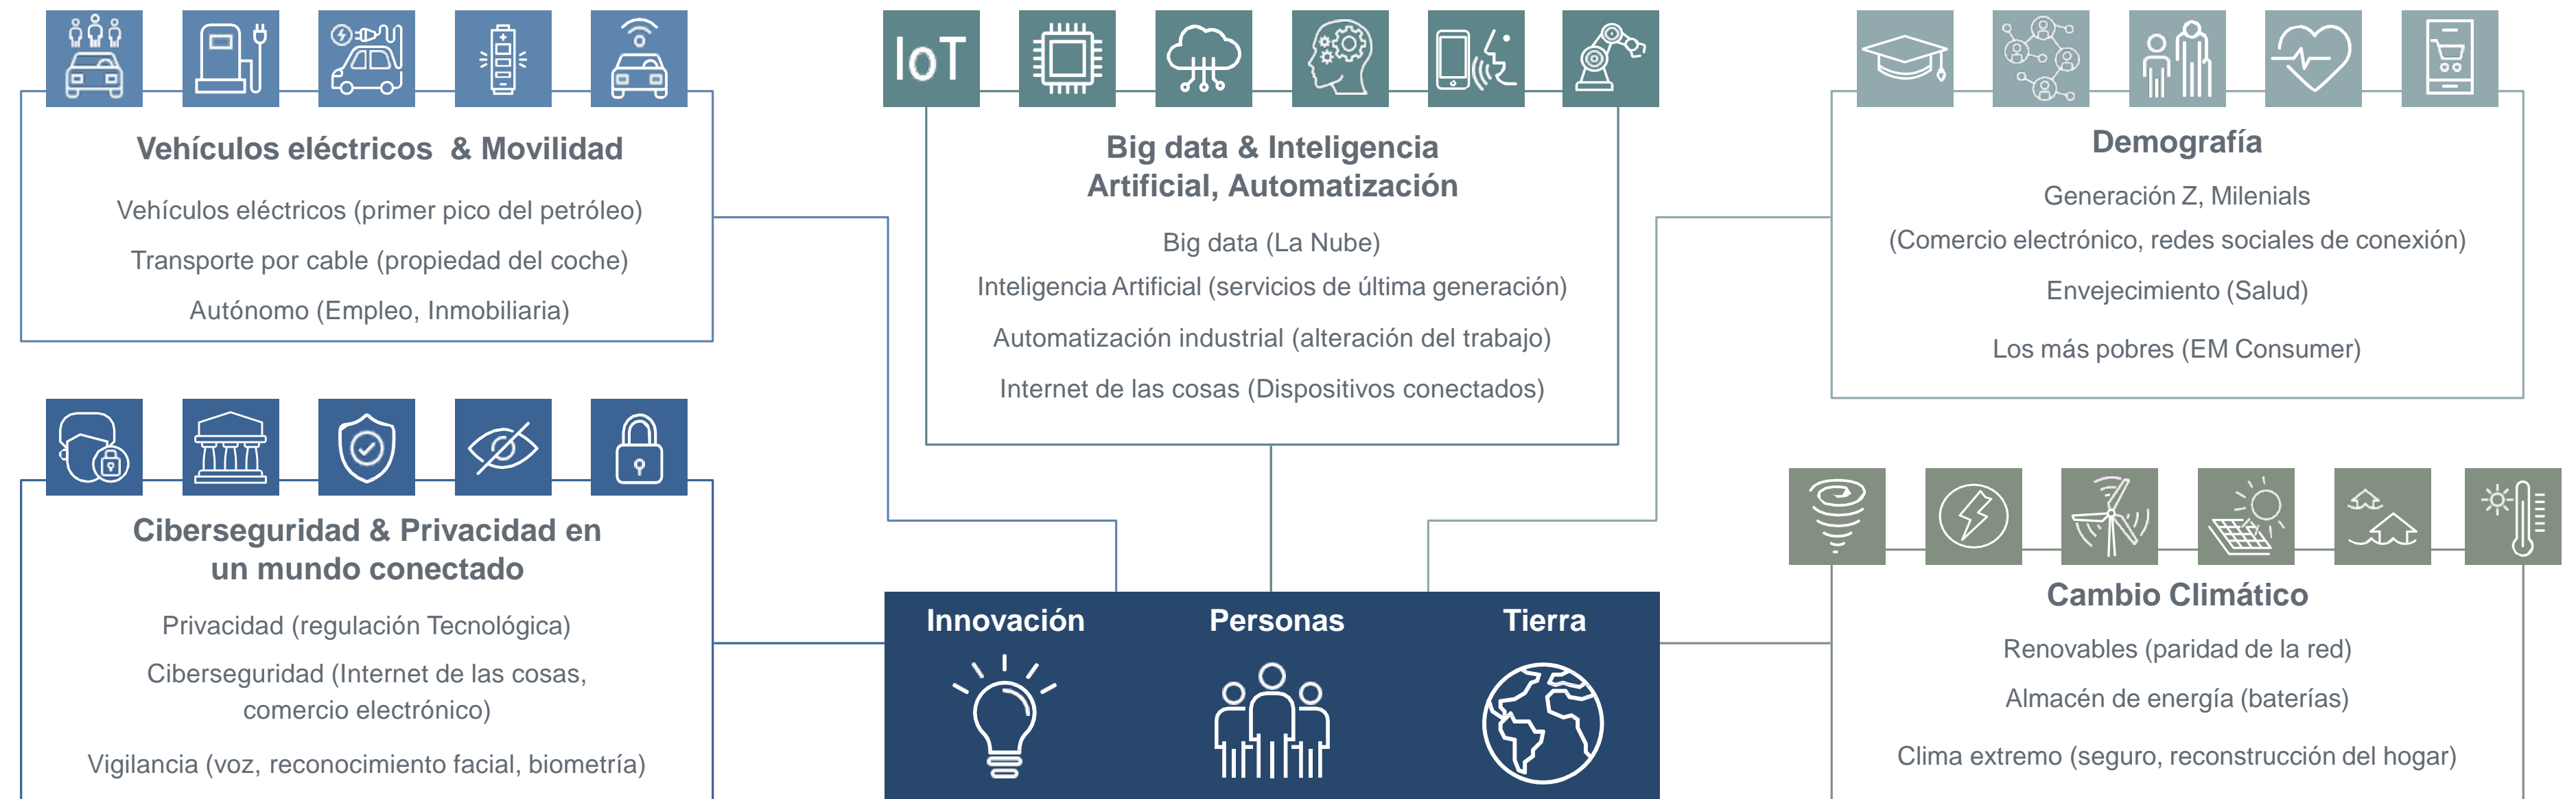 Vehículos eléctricos & Movilidad
Vehículos eléctricos (primer pico del petróleo)
Transporte por cable (propiedad del coche)
Autónomo (Empleo, Inmobiliaria)
IoT
Big data & Inteligencia
Artificial, Automatización
Big data (La Nube)
Inteligencia Artificial (servicios de última generación)
Automatización industrial (alteración del trabajo)
Internet de las cosas (Dispositivos conectados)
Demografía
Generación Z, Milenials
(Comercio electrónico, redes sociales de conexión)
Envejecimiento (Salud)
Los más pobres (EM Consumer)
Ciberseguridad & Privacidad en
un mundo conectado
Privacidad (regulación Tecnológica)
Ciberseguridad (Internet de las cosas,
comercio electrónico)
Vigilancia (voz, reconocimiento facial, biometría)
Innovación
Personas
Tierra
Cambio Climático
Renovables (paridad de la red)
Almacén de energía (baterías)
Clima extremo (seguro, reconstrucción del hogar)